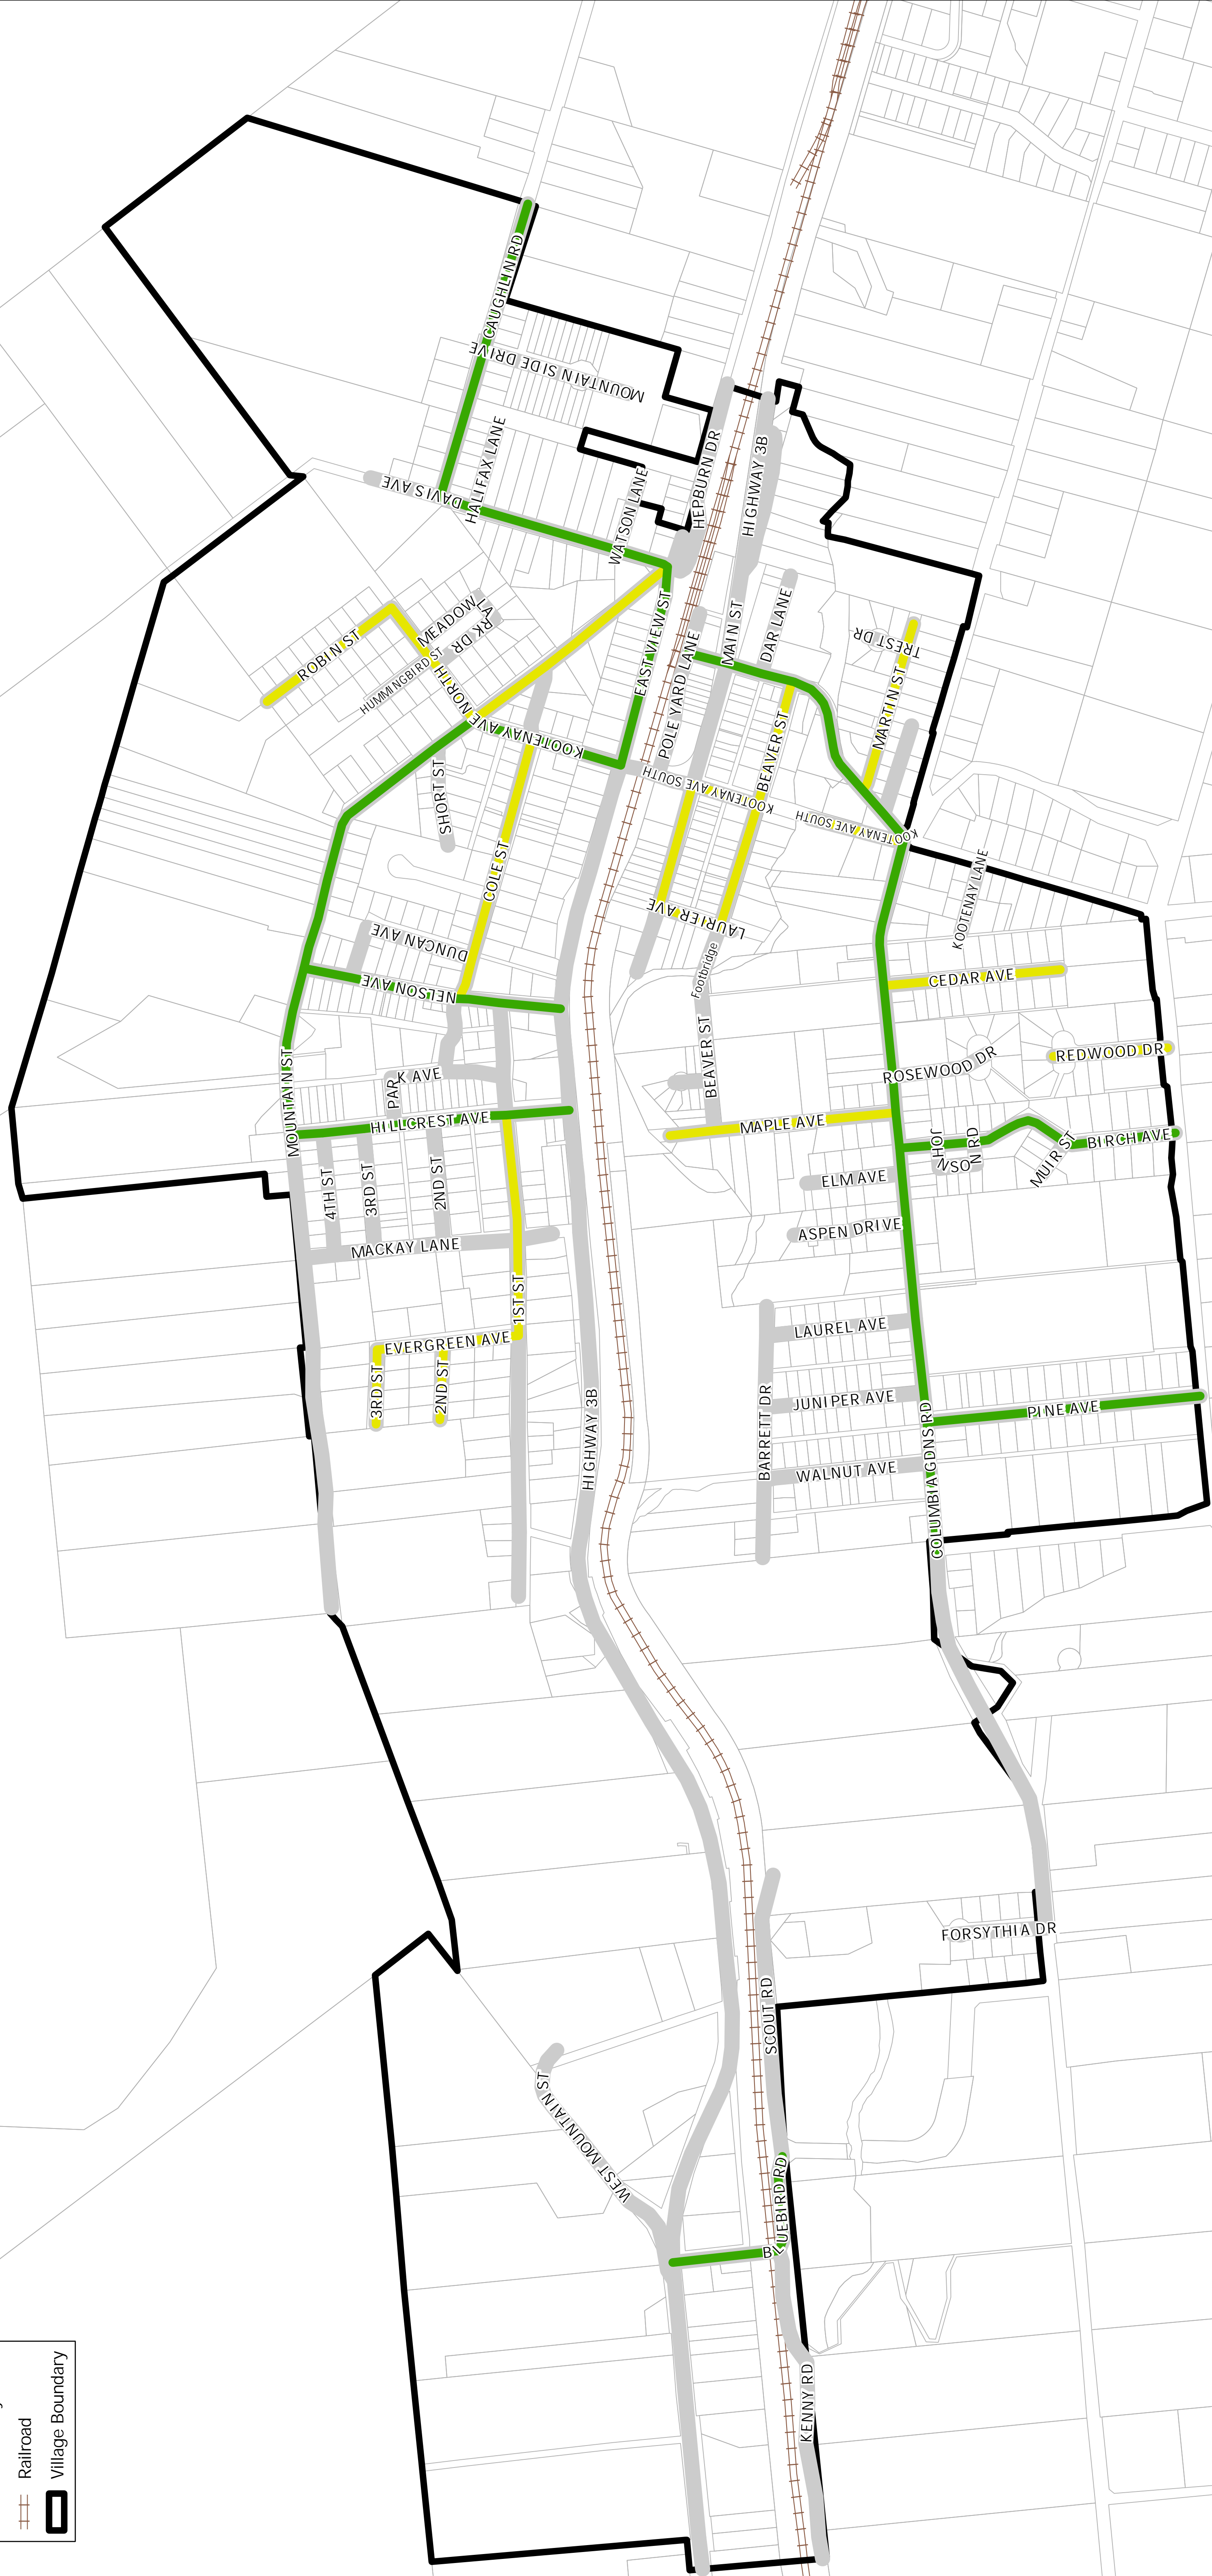 CAUGHLIN RD
MOUNTAIN SIDE DRIVE
HALIFAX LANE
DAVIS AVE
WATSON LANE
HEPBURN DR
HIGHWAY 3B
ROBIN ST
MEADOW
LARK DR
HUMMINGBIRD ST
NORTH
KOOTENAY AVE
EAST VIEW ST
POLE YARD LANE
MAIN ST
DAR LANE
TREST DR
MARTIN ST
BEAVER ST
KOOTENAY AVE SOUTH
KOOTENAY AVE SOUTH
SHORT ST
COLE ST
LAURIER AVE
KOOTENAY LANE
DUNCAN AVE
NELSON AVE
Footbridge
CEDAR AVE
BEAVER ST
REDWOOD DR
ROSEWOOD DR
MOUNTAIN ST
PARK AVE
HILLCREST AVE
MAPLE AVE
JOHNSON RD
BIRCH AVE
MUIR ST
4TH ST
3RD ST
2ND ST
ELM AVE
ASPEN DRIVE
MACKAY LANE
1ST ST
LAUREL AVE
EVERGREEN AVE
3RD ST
2ND ST
HIGHWAY 3B
BARRETT DR
JUNIPER AVE
PINE AVE
WALNUT AVE
COLUMBIA GDNS RD
FORSYTHIA DR
SCOUT RD
WEST MOUNTAIN ST
BLUEBIRD RD
KENNY RD
Railroad
Village Boundary